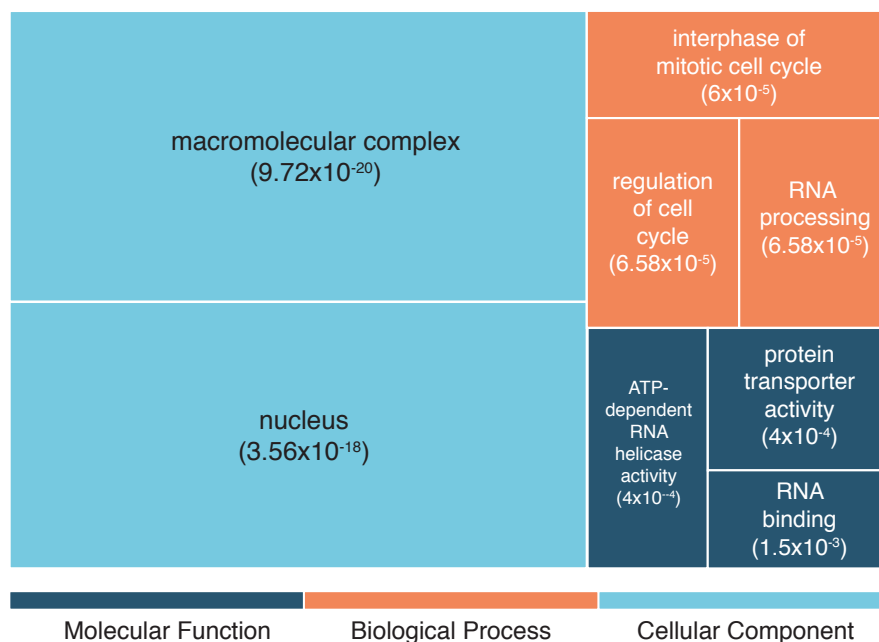 macromolecular complex
(9.72x10⁻²⁰)
nucleus
(3.56x10⁻¹⁸)
interphase of
mitotic cell cycle
(6x10⁻⁵)
regulation
of cell
cycle
(6.58x10⁻⁵)
RNA
processing
(6.58x10⁻⁵)
ATP-
dependent
RNA
helicase
activity
(4x10⁻⁻⁴)
protein
transporter
activity
(4x10⁻⁴)
RNA
binding
(1.5x10⁻³)
Molecular Function
Biological Process
Cellular Component